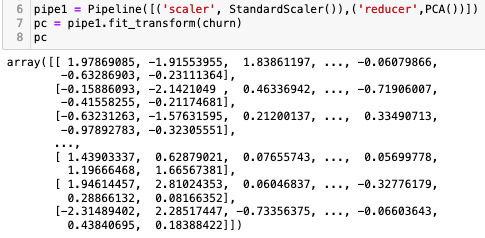 6 pipe1 = Pipeline([('scaler', StandardScaler()),('reducer',PCA())])
7 pc = pipe1.fit_transform(churn)
8 pc
array([[ 1.97869085, -1.91553955,  1.83861197, ..., -0.06079866,
        -0.63286903, -0.23111364],
       [-0.15886093, -2.1421049 ,  0.46336942, ..., -0.71906007,
        -0.41558255, -0.21174681],
       [-0.63231263, -1.57631595,  0.21200137, ...,  0.33490713,
        -0.97892783, -0.32305551],
       ...,
       [ 1.43903337,  0.62879021,  0.07655743, ...,  0.05699778,
         1.19666468,  1.66567381],
       [ 1.94614457,  2.81024353,  0.06046837, ..., -0.32776179,
         0.28866132,  0.08166352],
       [-2.31489402,  2.28517447, -0.73356375, ..., -0.06603643,
         0.43840695,  0.18388422]])